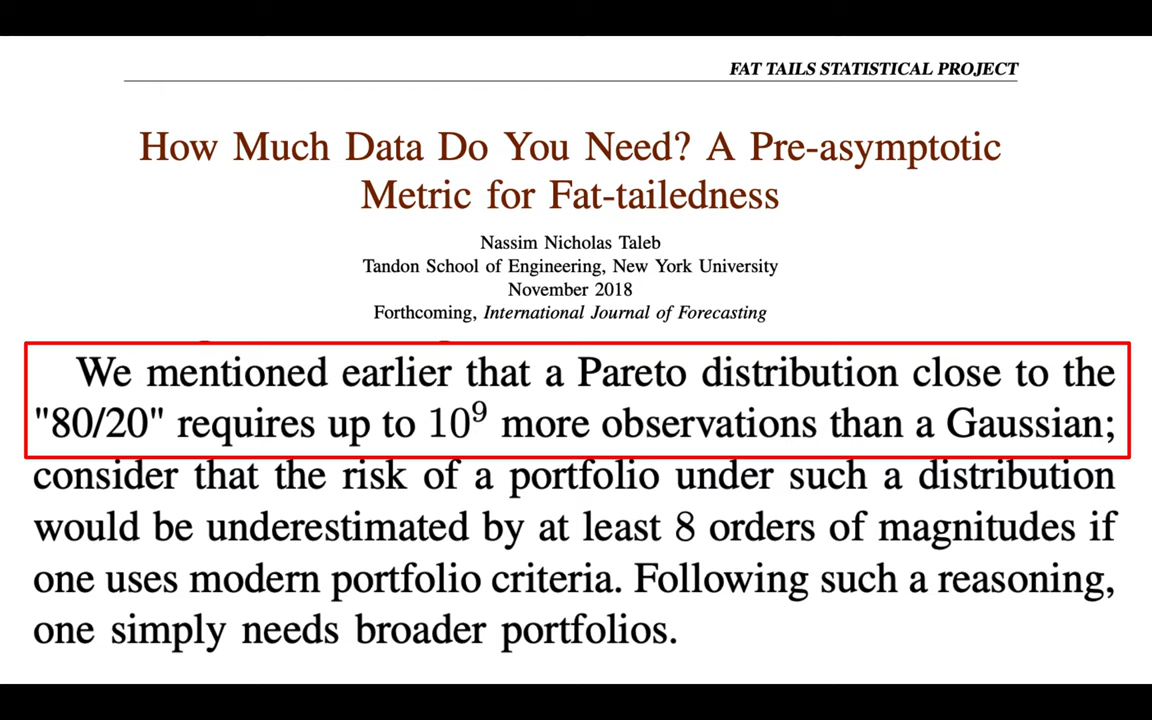 FAT TAILS STATISTICAL PROJECT
How Much Data Do You Need? A Pre-asymptotic
Metric for Fat-tailedness
Nassim Nicholas Taleb
Tandon School of Engineering, New York University
November 2018
Forthcoming, International Journal of Forecasting
We mentioned earlier that a Pareto distribution close to the
"80/20" requires up to 10⁹ more observations than a Gaussian;
consider that the risk of a portfolio under such a distribution
would be underestimated by at least 8 orders of magnitudes if
one uses modern portfolio criteria. Following such a reasoning,
one simply needs broader portfolios.